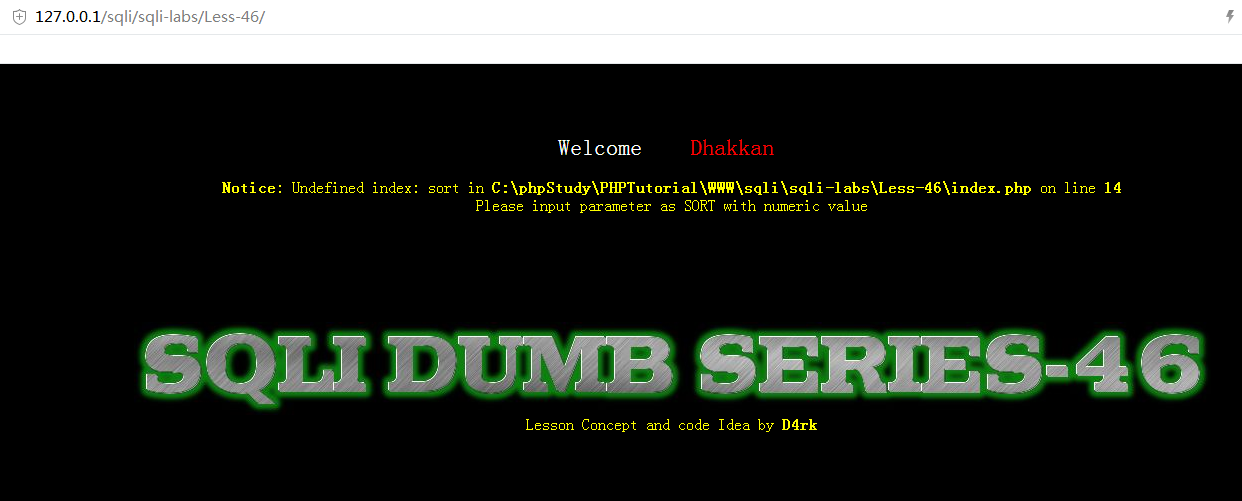 127.0.0.1/sqli/sqli-labs/Less-46/
Welcome Dhakkan
Notice: Undefined index: sort in C:\phpStudy\PHPTutorial\WWW\sqli\sqli-labs\Less-46\index.php on line 14
Please input parameter as SORT with numeric value
SQLI DUMB SERIES-46
Lesson Concept and code Idea by D4rk